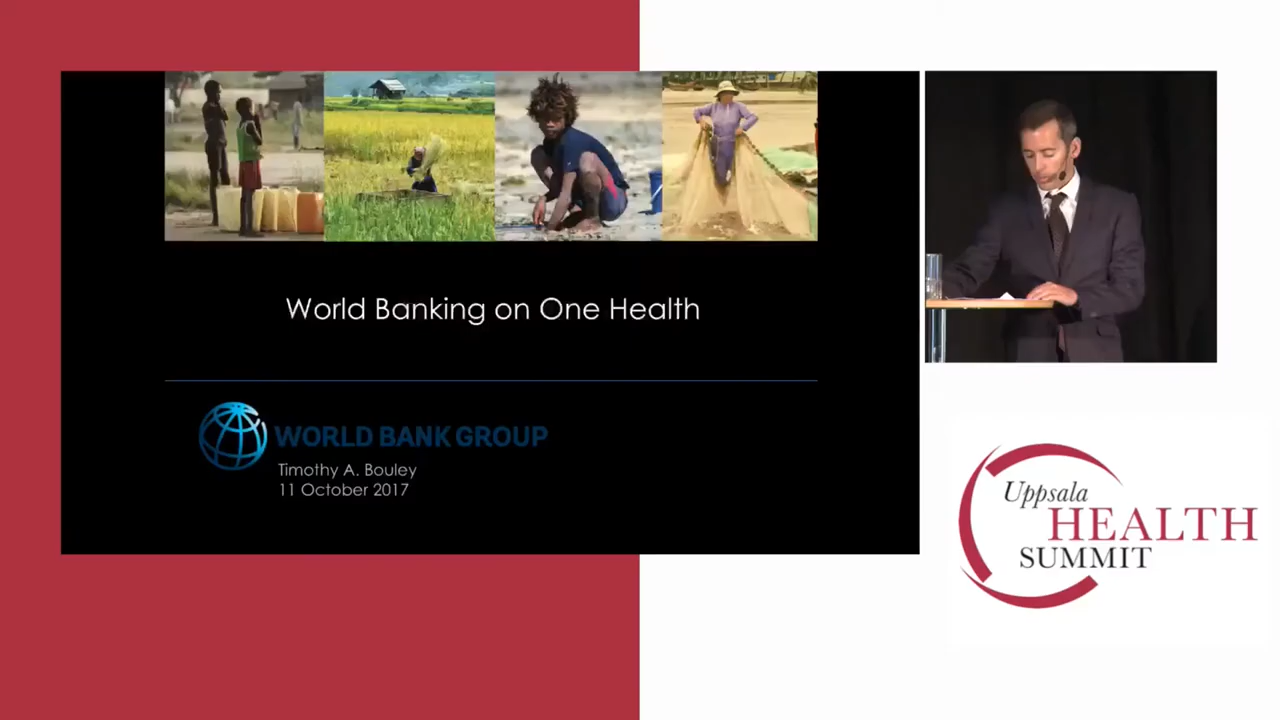 World Banking on One Health
WORLD BANK GROUP
Timothy A. Bouley
11 October 2017
Uppsala
HEALTH
SUMMIT